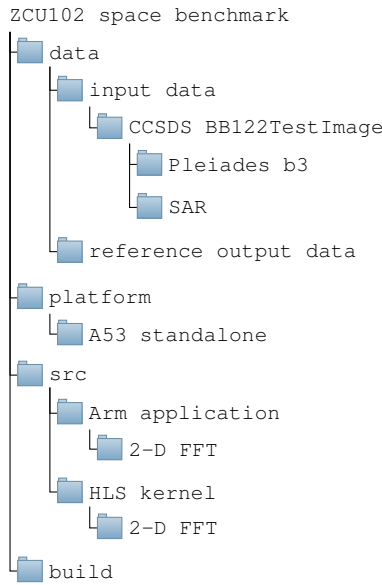 ZCU102 space benchmark
data
input data
CCSDS BB122TestImage
Pleiades b3
SAR
reference output data
platform
A53 standalone
src
Arm application
2-D FFT
HLS kernel
2-D FFT
build